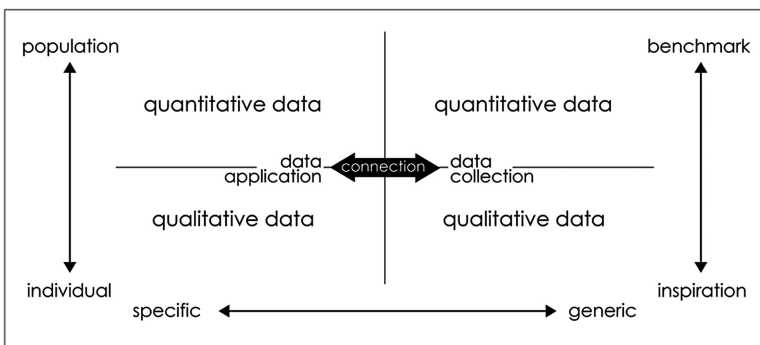 population
benchmark
quantitative data
quantitative data
data
application
connection
data
collection
qualitative data
qualitative data
individual
inspiration
specific
generic